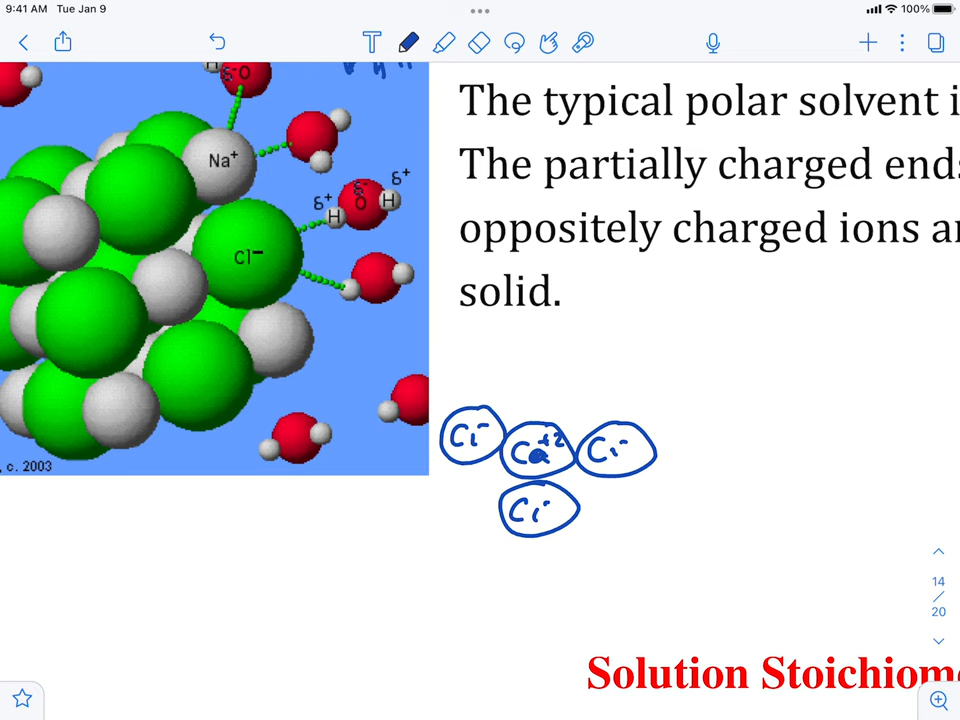 9:41 AM Tue Jan 9
100%
H δ- O
Na+
δ+ δ- δ+
H O H
Cl−
, c. 2003
The typical polar solvent i
The partially charged ends
oppositely charged ions a
solid.
Cl- Ca+2 Cl-
Cl-
14
/
20
Solution Stoichiom